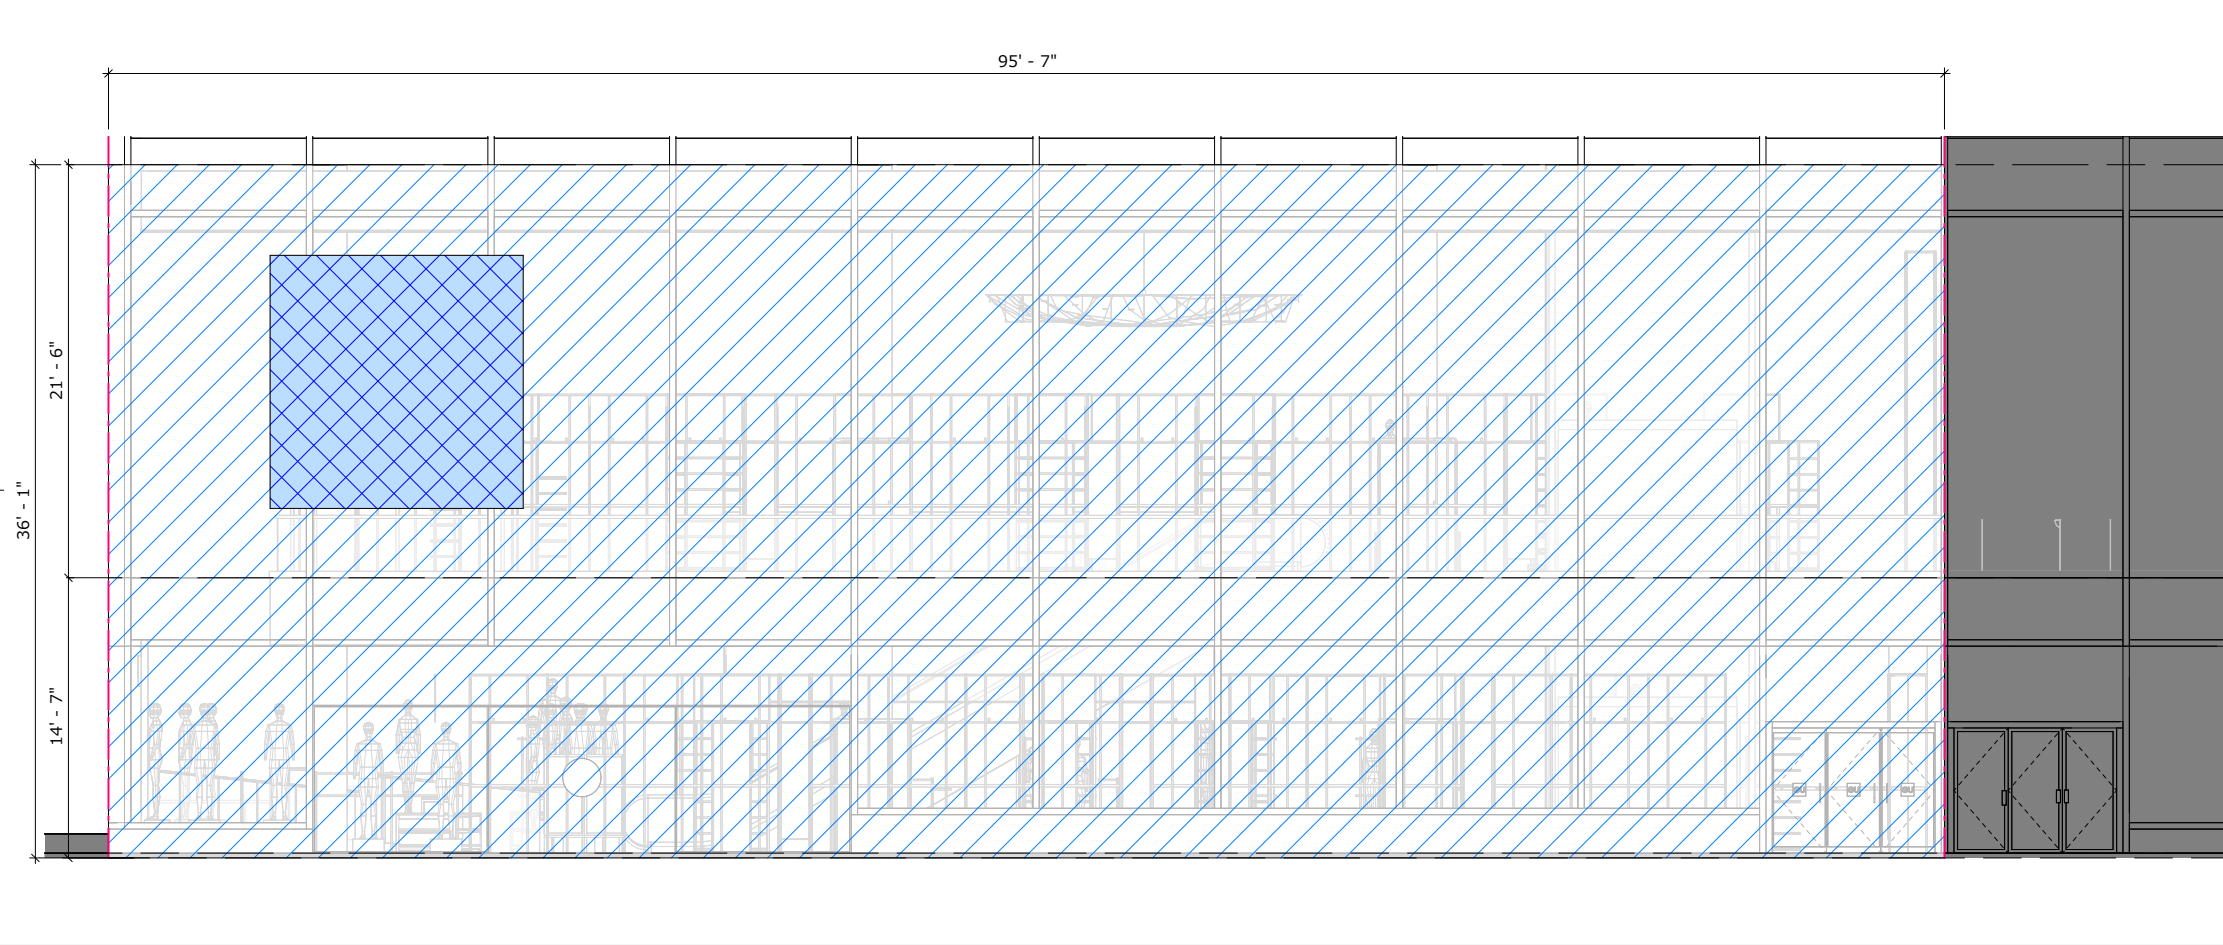 95' - 7"
21' - 6"
36' - 1"
14' - 7"